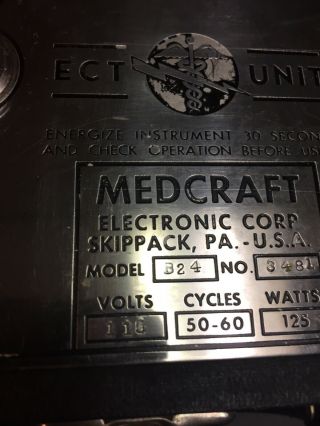 ECT UNIT
ENERGIZE INSTRUMENT 30 SECON
AND CHECK OPERATION BEFORE US
MEDCRAFT
ELECTRONIC CORP
SKIPPACK, PA.-U.S.A.
MODEL B24 NO. 348
VOLTS CYCLES WATTS
115 50-60 125